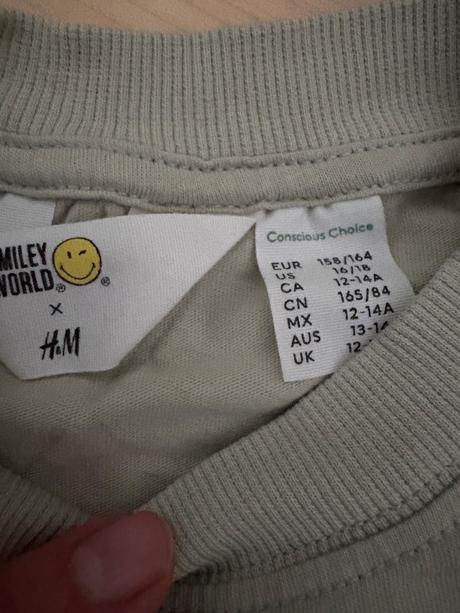 MILEY
WORLD® ®
×
H&M
Conscious Choice
EUR 158/164
US 16/18
CA 12-14A
CN 165/84
MX 12-14A
AUS 13-14
UK 12-